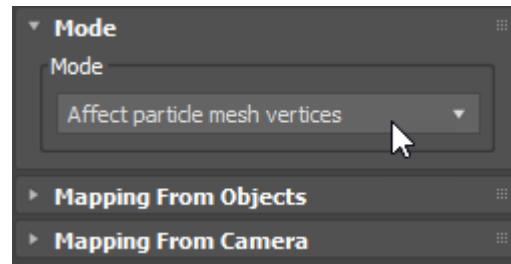 Mode
Mode
Affect particle mesh vertices
Mapping From Objects
Mapping From Camera